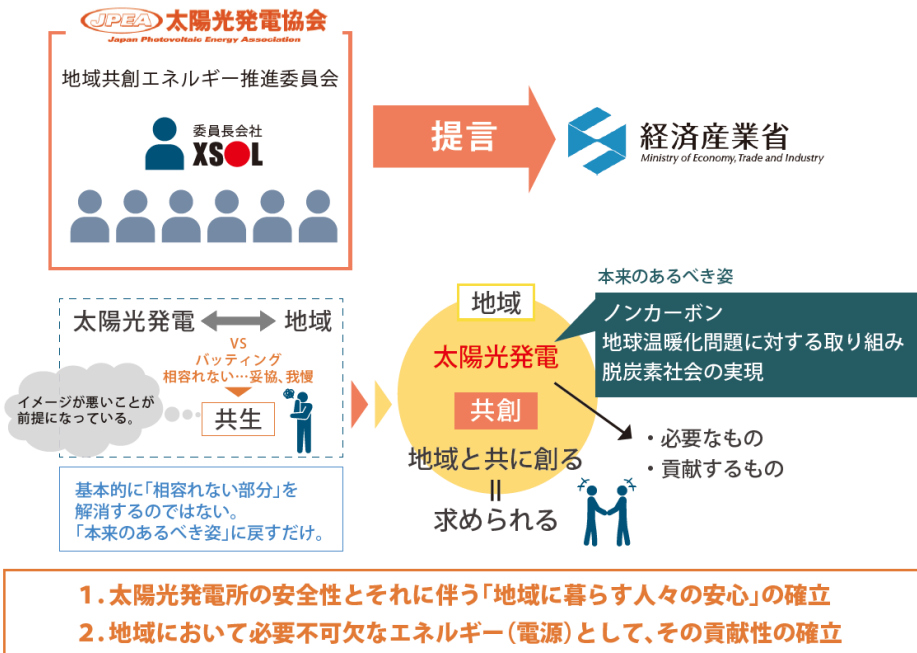 JPEA 太陽光発電協会
Japan Photovoltaic Energy Association
地域共創エネルギー推進委員会
委員長会社
XSOL
提言
経済産業省
Ministry of Economy, Trade and Industry
太陽光発電 地域
VS
バッティング
相容れない…妥協、我慢
共生
イメージが悪いことが
前提になっている。
基本的に「相容れない部分」を
解消するのではない。
「本来のあるべき姿」に戻すだけ。
地域
太陽光発電
共創
地域と共に創る
||
求められる
本来のあるべき姿
ノンカーボン
地球温暖化問題に対する取り組み
脱炭素社会の実現
・必要なもの
・貢献するもの
1.太陽光発電所の安全性とそれに伴う「地域に暮らす人々の安心」の確立
2.地域において必要不可欠なエネルギー(電源)として、その貢献性の確立